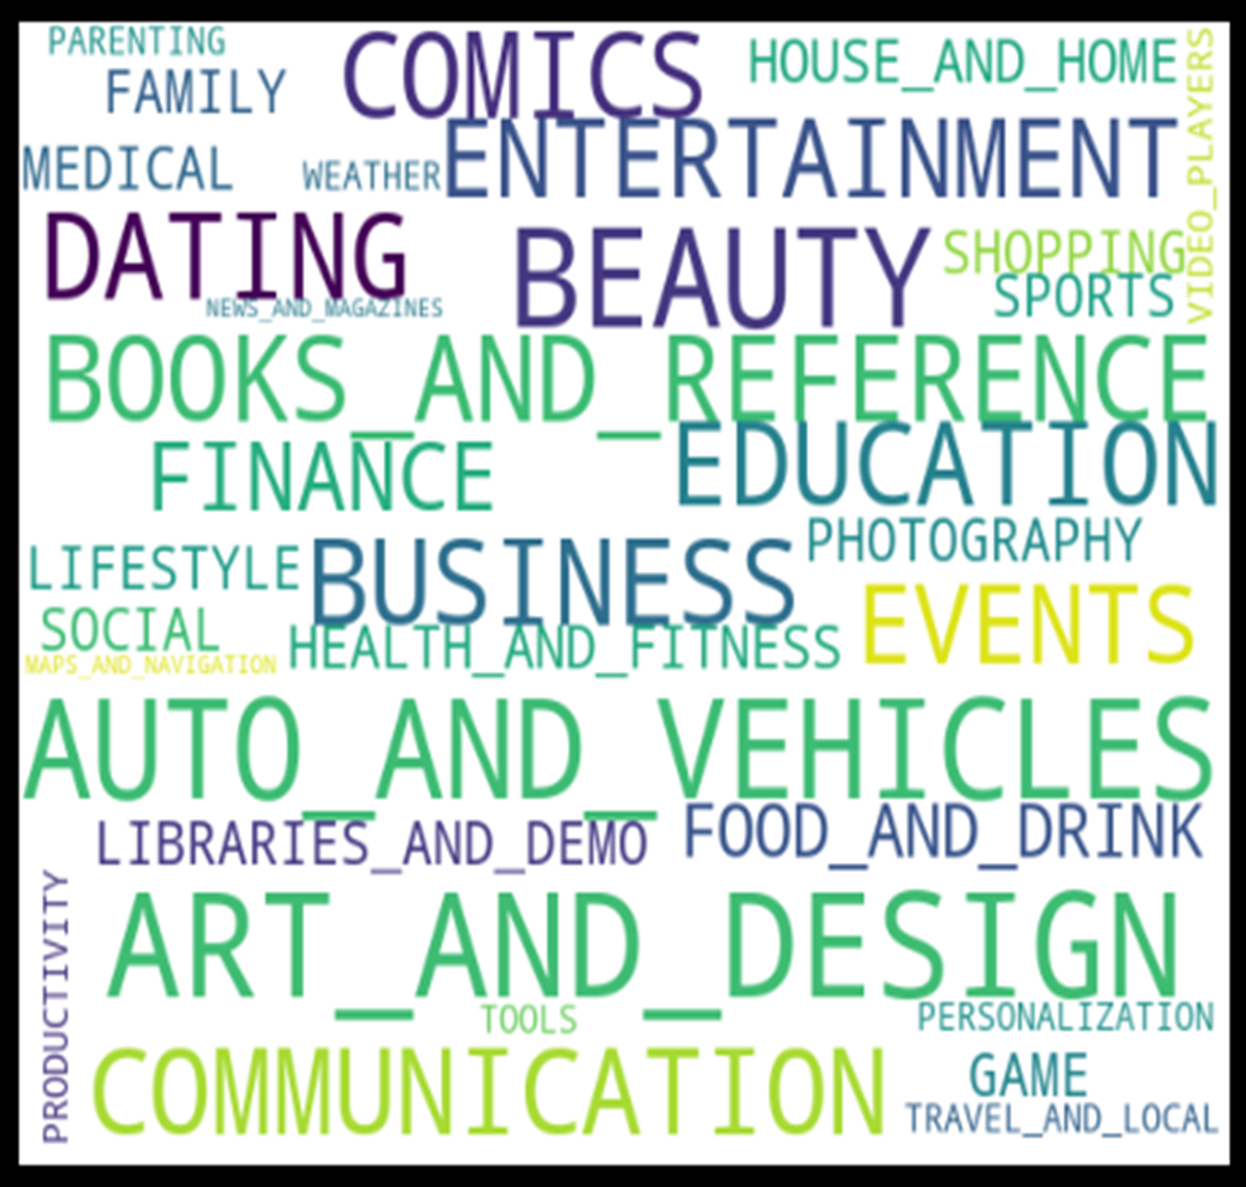 PARENTING
COMICS
HOUSE_AND_HOME
VIDEO_PLAYERS
FAMILY
ENTERTAINMENT
MEDICAL
WEATHER
DATING
BEAUTY
SHOPPING
SPORTS
NEWS_AND_MAGAZINES
BOOKS_AND_REFERENCE
EDUCATION
FINANCE
PHOTOGRAPHY
LIFESTYLE
BUSINESS
EVENTS
SOCIAL
HEALTH_AND_FITNESS
MAPS_AND_NAVIGATION
AUTO_AND_VEHICLES
LIBRARIES_AND_DEMO
FOOD_AND_DRINK
PRODUCTIVITY
ART_AND_DESIGN
TOOLS
PERSONALIZATION
COMMUNICATION
GAME
TRAVEL_AND_LOCAL